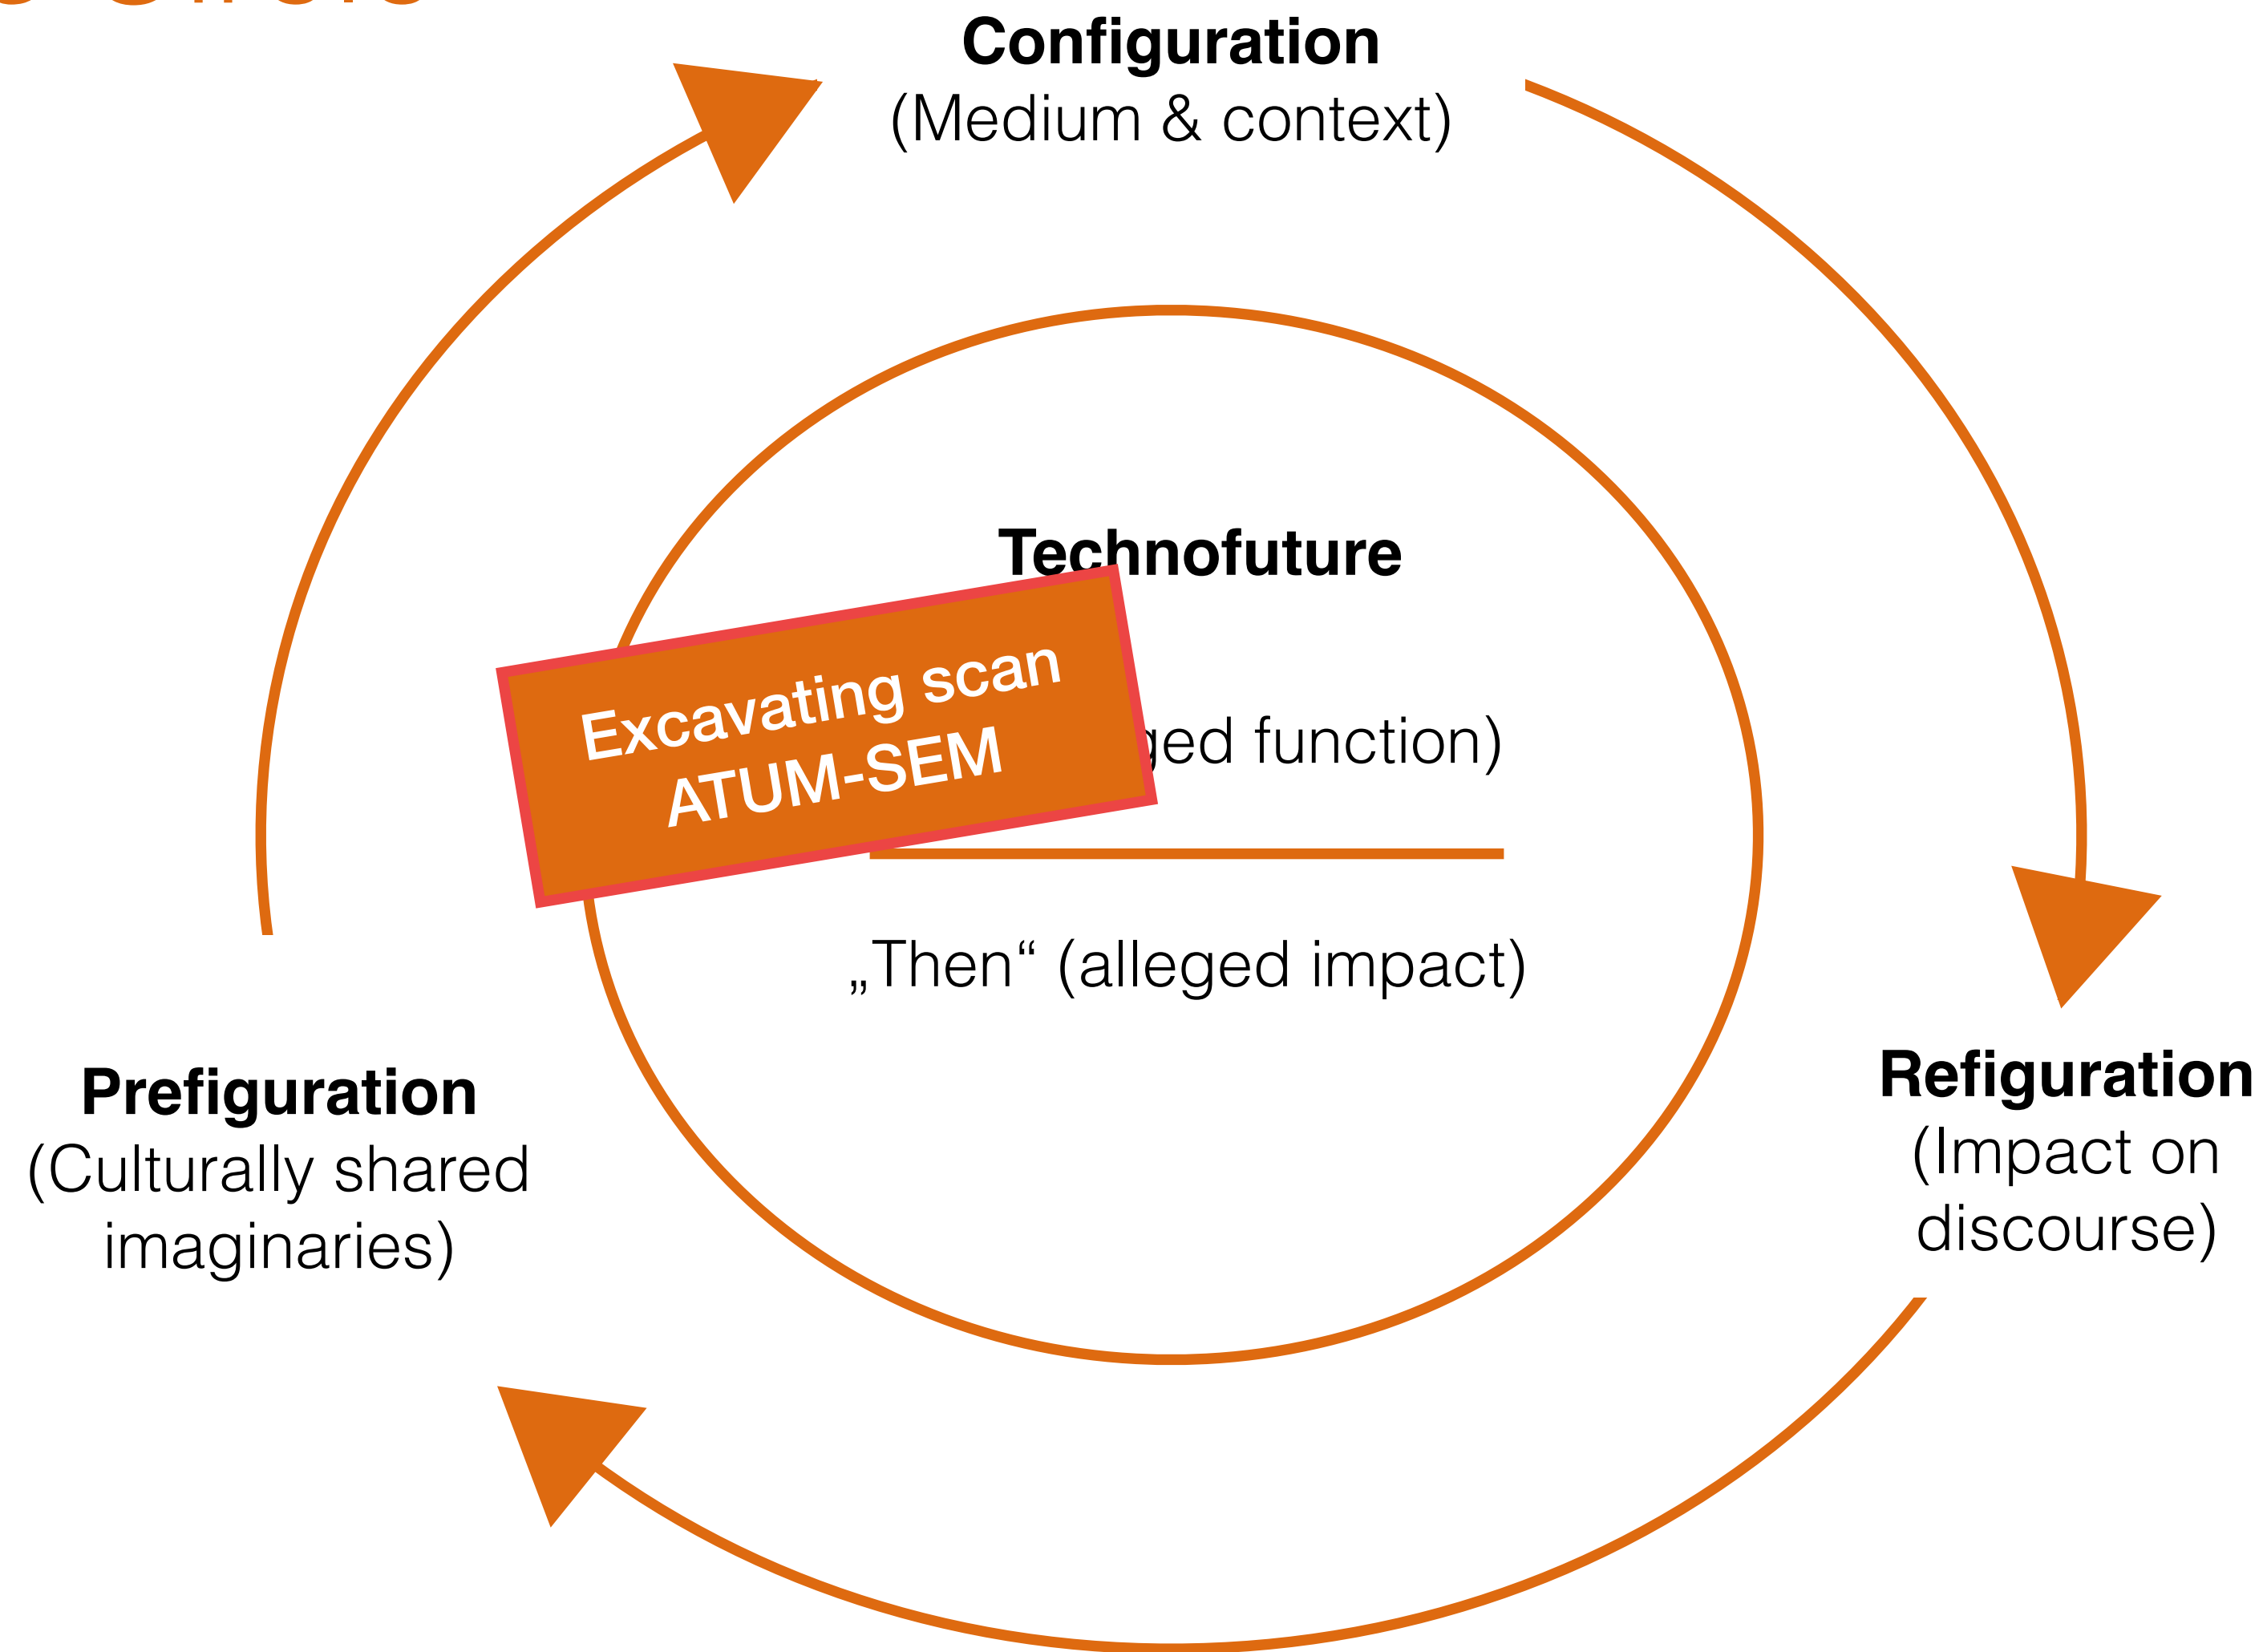 Configuration
(Medium & context)
Technofuture
Excavating scan
ATUM-SEM
function)
„Then“ (alleged impact)
Prefiguration
(Culturally shared
imaginaries)
Refiguration
(Impact on
discourse)